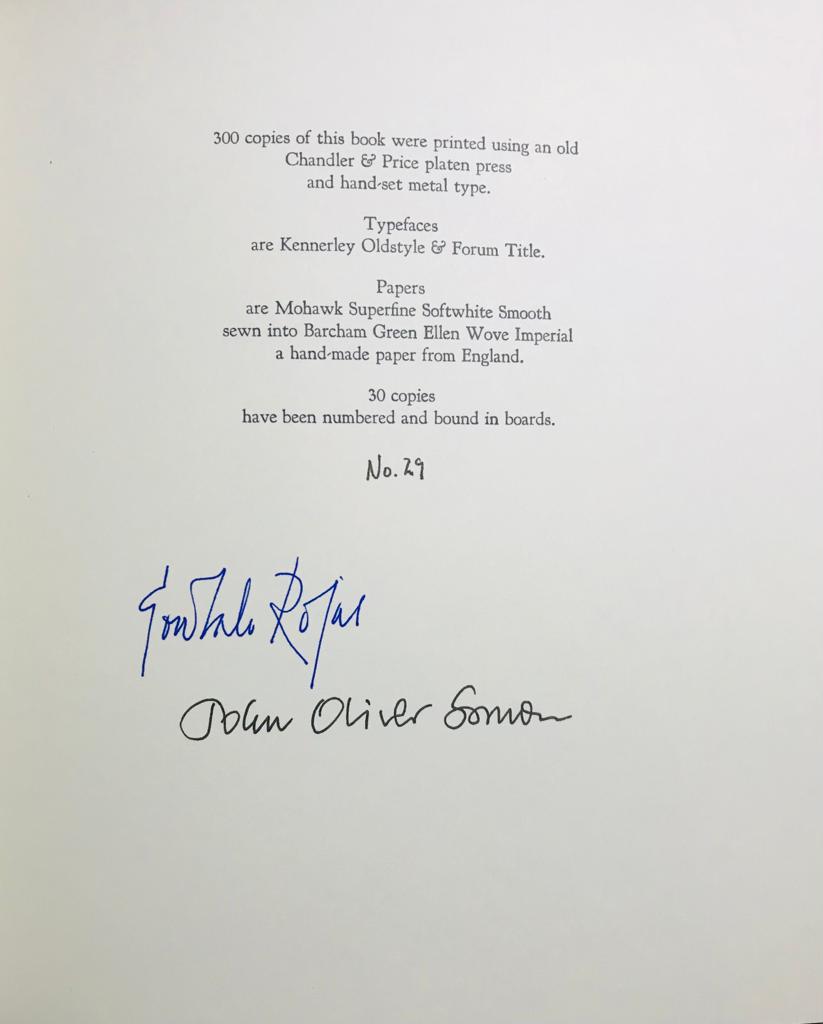 300 copies of this book were printed using an old
Chandler & Price platen press
and hand-set metal type.
Typefaces
are Kennerley Oldstyle & Forum Title.
Papers
are Mohawk Superfine Softwhite Smooth
sewn into Barcham Green Ellen Wove Imperial
a hand-made paper from England.
30 copies
have been numbered and bound in boards.
No. 29
Gonzalo Rojas
John Oliver Simon